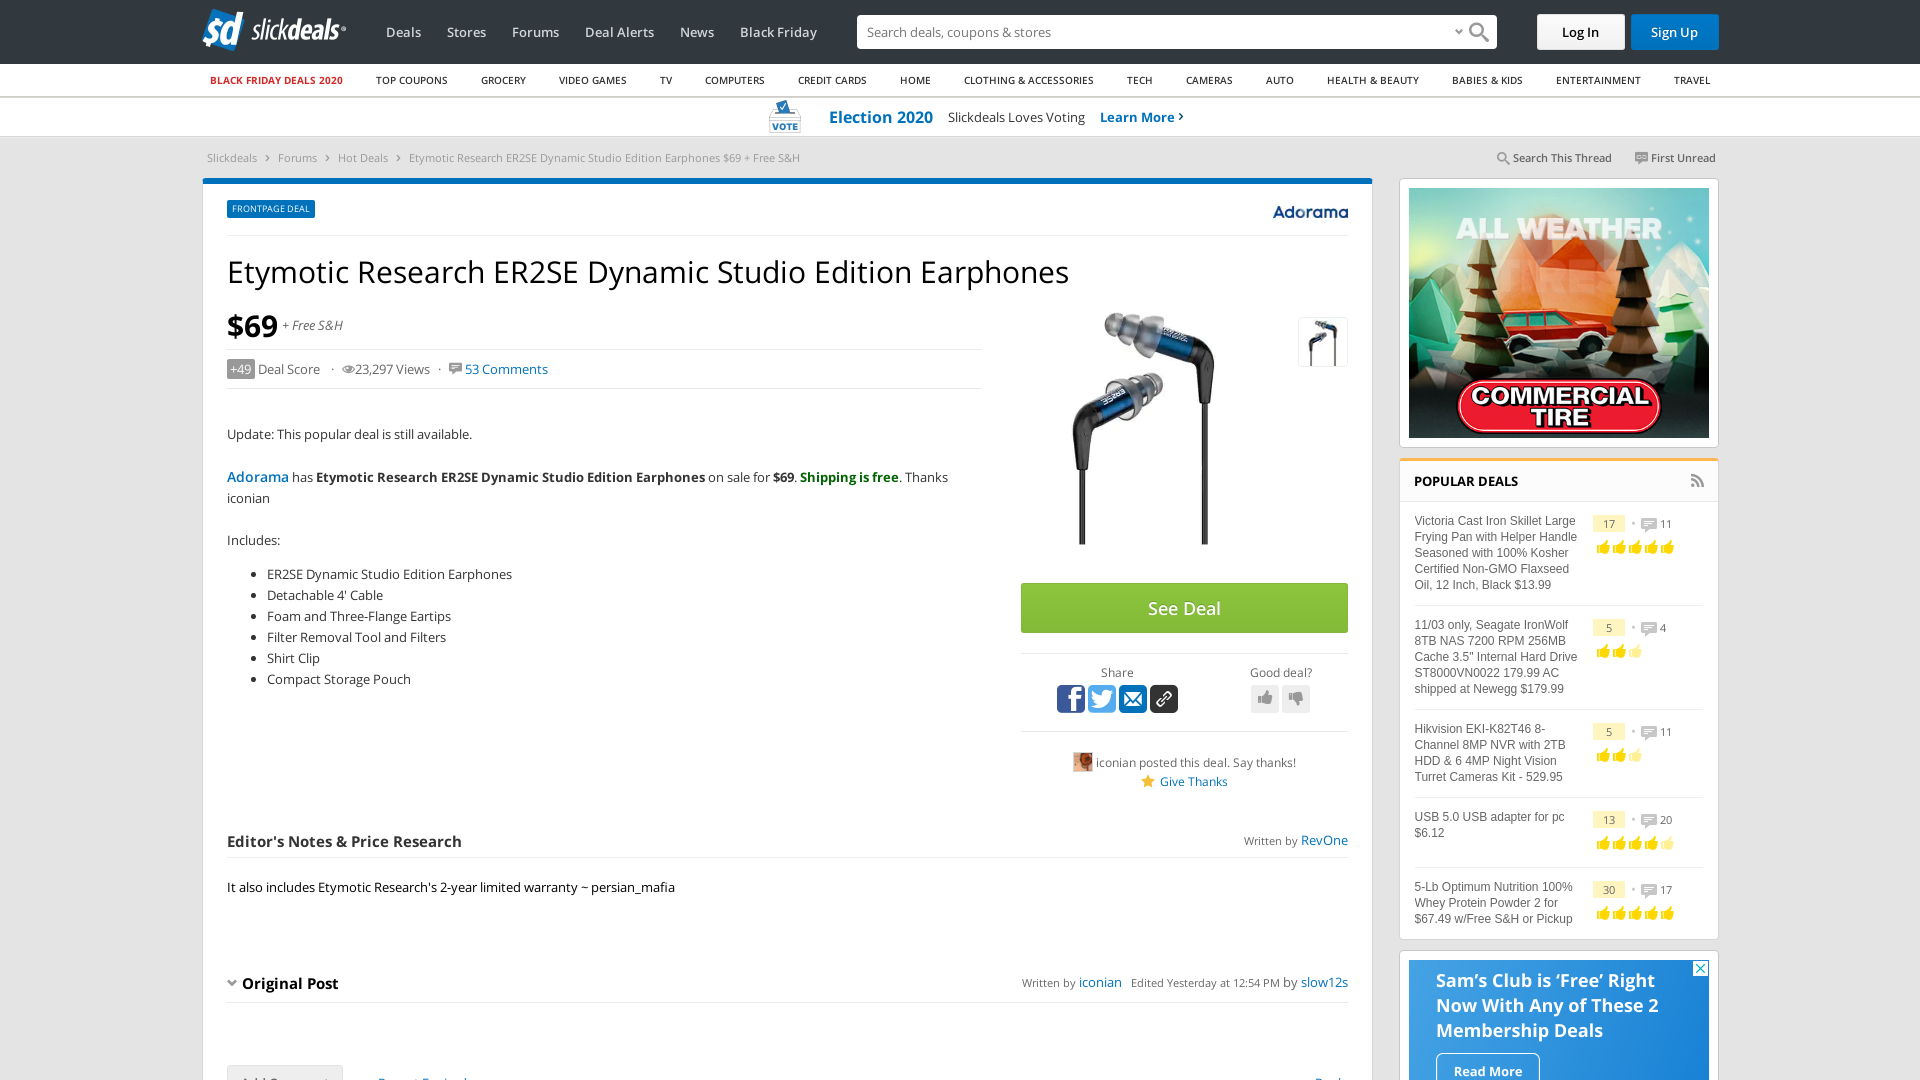 sd slickdeals
Deals
Stores
Forums
Deal Alerts
News
Black Friday
Search deals, coupons & stores
Log In
Sign Up
BLACK FRIDAY DEALS 2020
TOP COUPONS
GROCERY
VIDEO GAMES
TV
COMPUTERS
CREDIT CARDS
HOME
CLOTHING & ACCESSORIES
TECH
CAMERAS
AUTO
HEALTH & BEAUTY
BABIES & KIDS
ENTERTAINMENT
TRAVEL
VOTE
Election 2020 Slickdeals Loves Voting Learn More
Slickdeals › Forums › Hot Deals › Etymotic Research ER2SE Dynamic Studio Edition Earphones $69 + Free S&H
Search This Thread
First Unread
FRONTPAGE DEAL
Adorama
Etymotic Research ER2SE Dynamic Studio Edition Earphones
$69 + Free S&H
+49 Deal Score · 23,297 Views · 53 Comments
Update: This popular deal is still available.
Adorama has Etymotic Research ER2SE Dynamic Studio Edition Earphones on sale for $69. Shipping is free. Thanks
iconian
Includes:
• ER2SE Dynamic Studio Edition Earphones
• Detachable 4' Cable
• Foam and Three-Flange Eartips
• Filter Removal Tool and Filters
• Shirt Clip
• Compact Storage Pouch
ER2SE
See Deal
Share
Good deal?
iconian posted this deal. Say thanks!
Give Thanks
Editor's Notes & Price Research
Written by RevOne
It also includes Etymotic Research's 2-year limited warranty ~ persian_mafia
Original Post
Written by iconian Edited Yesterday at 12:54 PM by slow12s
ALL WEATHER
COMMERCIAL
TIRE
POPULAR DEALS
Victoria Cast Iron Skillet Large
Frying Pan with Helper Handle
Seasoned with 100% Kosher
Certified Non-GMO Flaxseed
Oil, 12 Inch, Black $13.99
17 • 11
11/03 only, Seagate IronWolf
8TB NAS 7200 RPM 256MB
Cache 3.5" Internal Hard Drive
ST8000VN0022 179.99 AC
shipped at Newegg $179.99
5 • 4
Hikvision EKI-K82T46 8-
Channel 8MP NVR with 2TB
HDD & 6 4MP Night Vision
Turret Cameras Kit - 529.95
5 • 11
USB 5.0 USB adapter for pc
$6.12
13 • 20
5-Lb Optimum Nutrition 100%
Whey Protein Powder 2 for
$67.49 w/Free S&H or Pickup
30 • 17
Sam's Club is ‘Free’ Right
Now With Any of These 2
Membership Deals
Read More